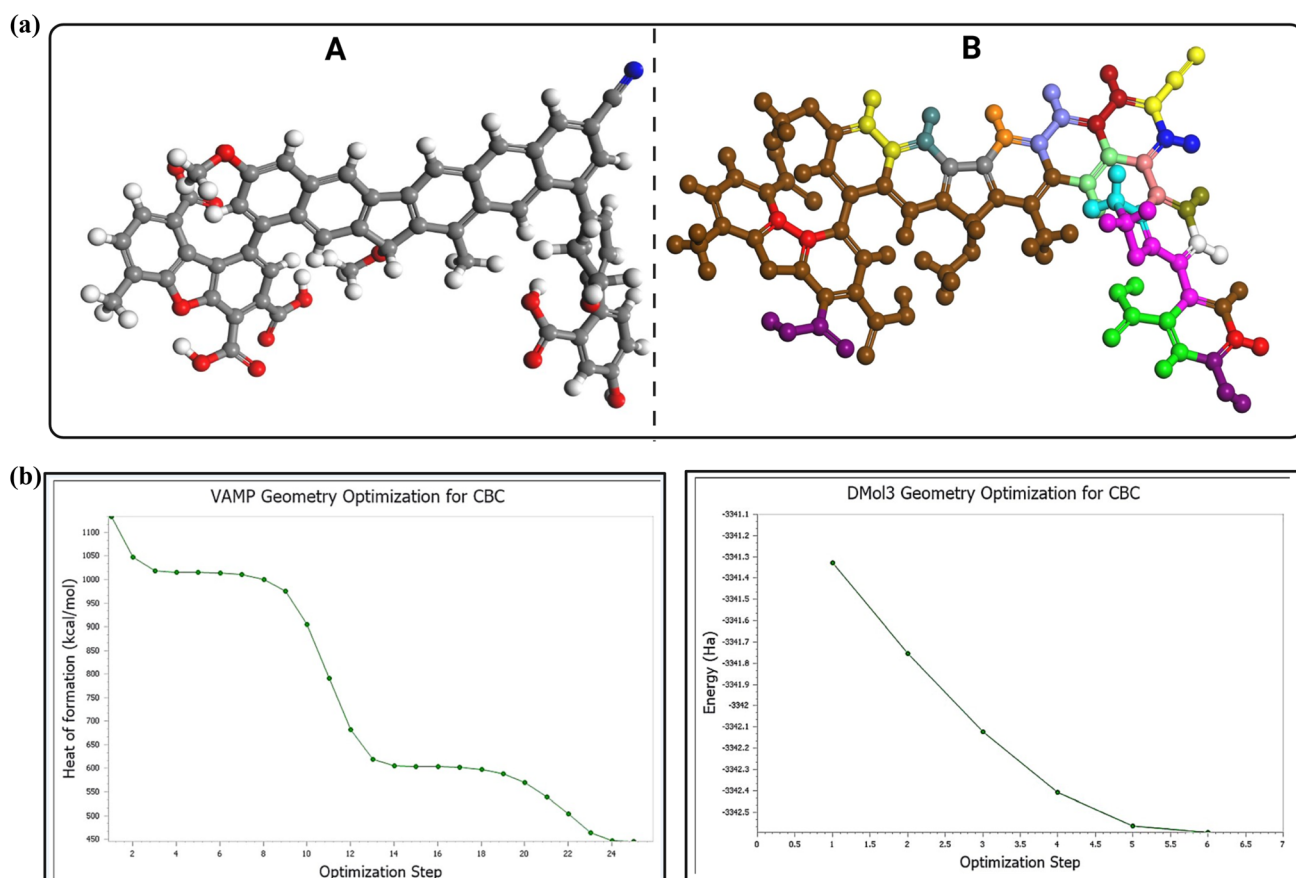 (a)
A
B
(b)
VAMP Geometry Optimization for CBC
Heat of formation (kcal/mol)
1100
1050
1000
950
900
850
800
750
700
650
600
550
500
450
2 4 6 8 10 12 14 16 18 20 22 24
Optimization Step
DMol3 Geometry Optimization for CBC
Energy (Ha)
-3341.1
-3341.2
-3341.3
-3341.4
-3341.5
-3341.6
-3341.7
-3341.8
-3341.9
-3342
-3342.1
-3342.2
-3342.3
-3342.4
-3342.5
0 0.5 1 1.5 2 2.5 3 3.5 4 4.5 5 5.5 6 6.5 7
Optimization Step